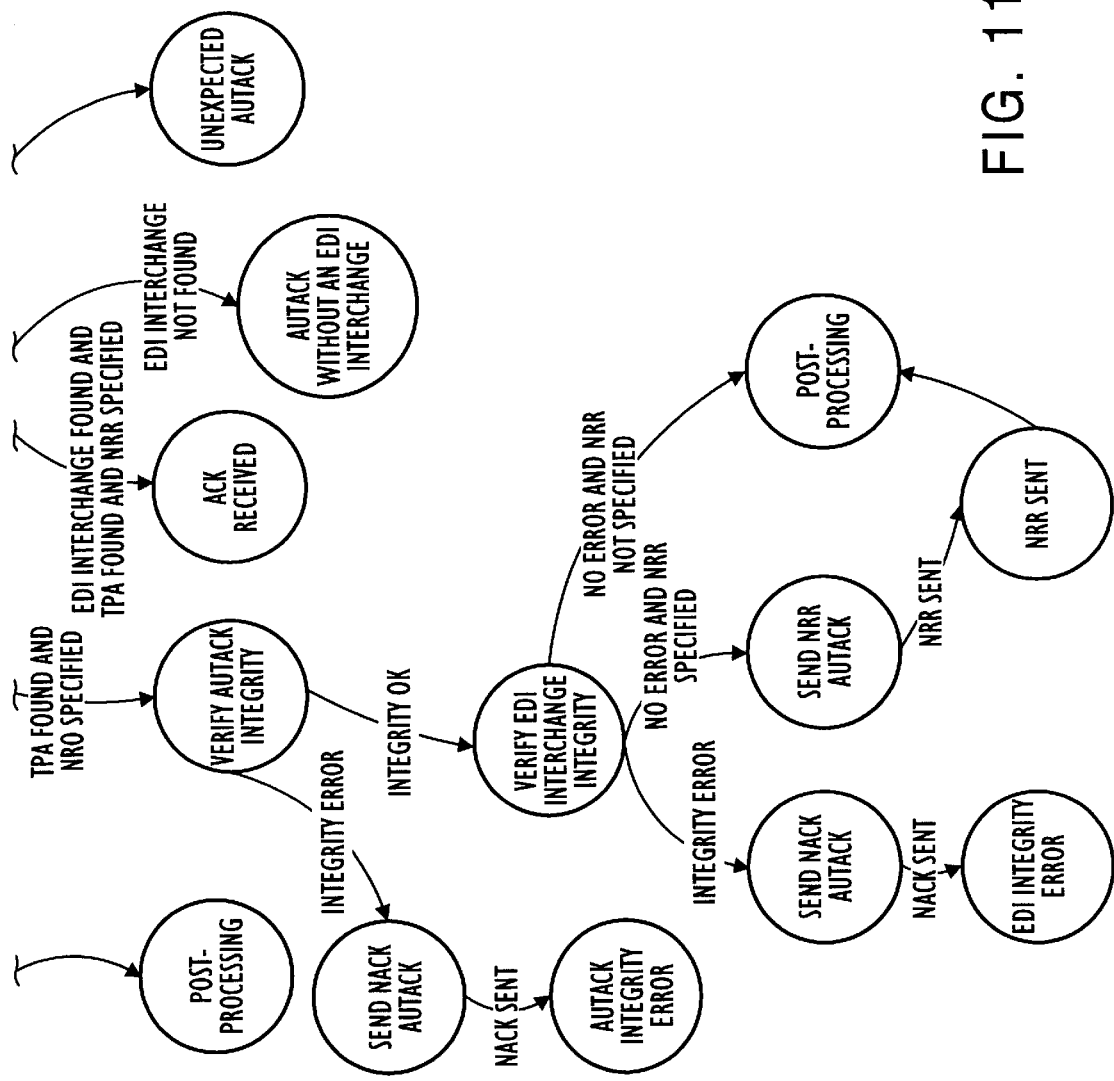 TPA FOUND AND
NRO SPECIFIED
EDI INTERCHANGE FOUND AND
TPA FOUND AND NRR SPECIFIED
EDI INTERCHANGE
NOT FOUND
POST-
PROCESSING
VERIFY AUTACK
INTEGRITY
ACK
RECEIVED
AUTACK
WITHOUT AN EDI
INTERCHANGE
UNEXPECTED
AUTACK
INTEGRITY ERROR
INTEGRITY OK
SEND NACK
AUTACK
NACK SENT
AUTACK
INTEGRITY
ERROR
VERIFY EDI
INTERCHANGE
INTEGRITY
NO ERROR AND NRR
NOT SPECIFIED
NO ERROR AND NRR
SPECIFIED
INTEGRITY ERROR
SEND NACK
AUTACK
SEND NRR
AUTACK
POST-
PROCESSING
NACK SENT
NRR SENT
EDI INTEGRITY
ERROR
NRR SENT
FIG. 11